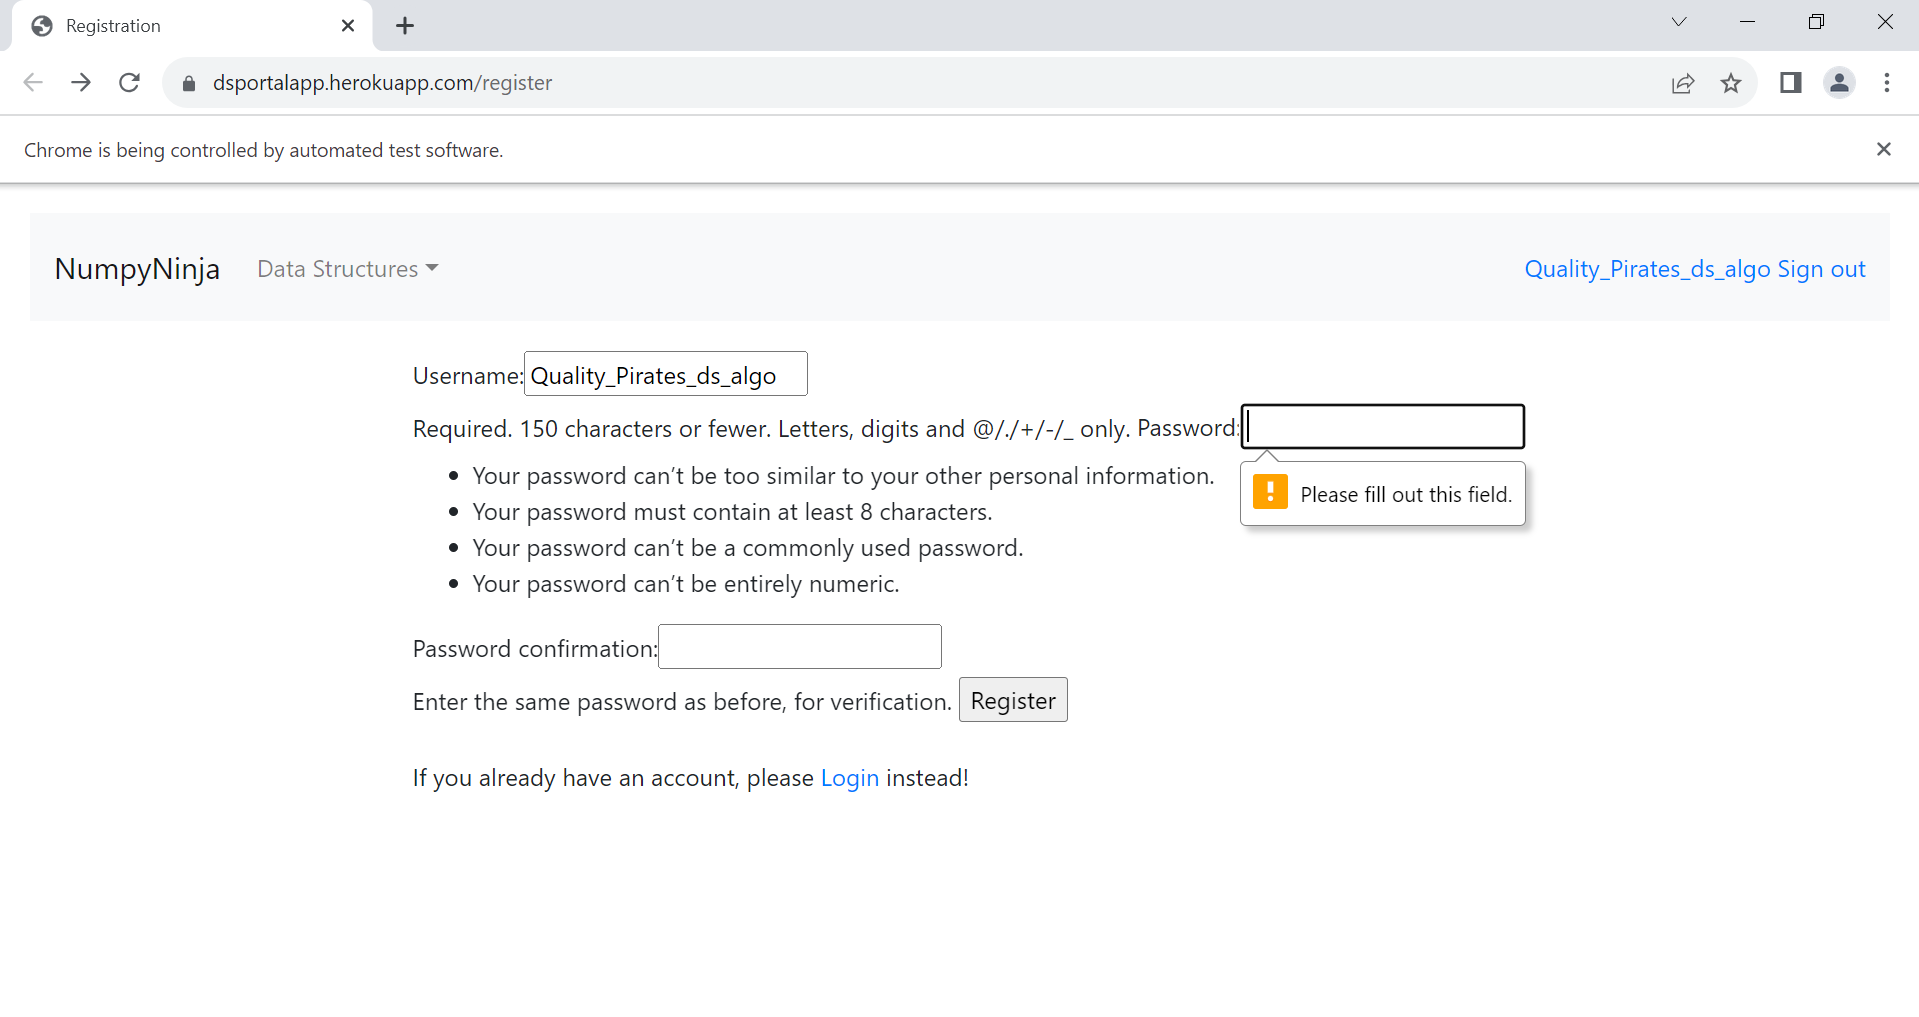 Registration
dsportalapp.herokuapp.com/register
Chrome is being controlled by automated test software.
NumpyNinja Data Structures Quality_Pirates_ds_algo Sign out
Username: Quality_Pirates_ds_algo
Required. 150 characters or fewer. Letters, digits and @/./+/-/_ only. Password:
Please fill out this field.
• Your password can’t be too similar to your other personal information.
• Your password must contain at least 8 characters.
• Your password can’t be a commonly used password.
• Your password can’t be entirely numeric.
Password confirmation:
Enter the same password as before, for verification. Register
If you already have an account, please Login instead!